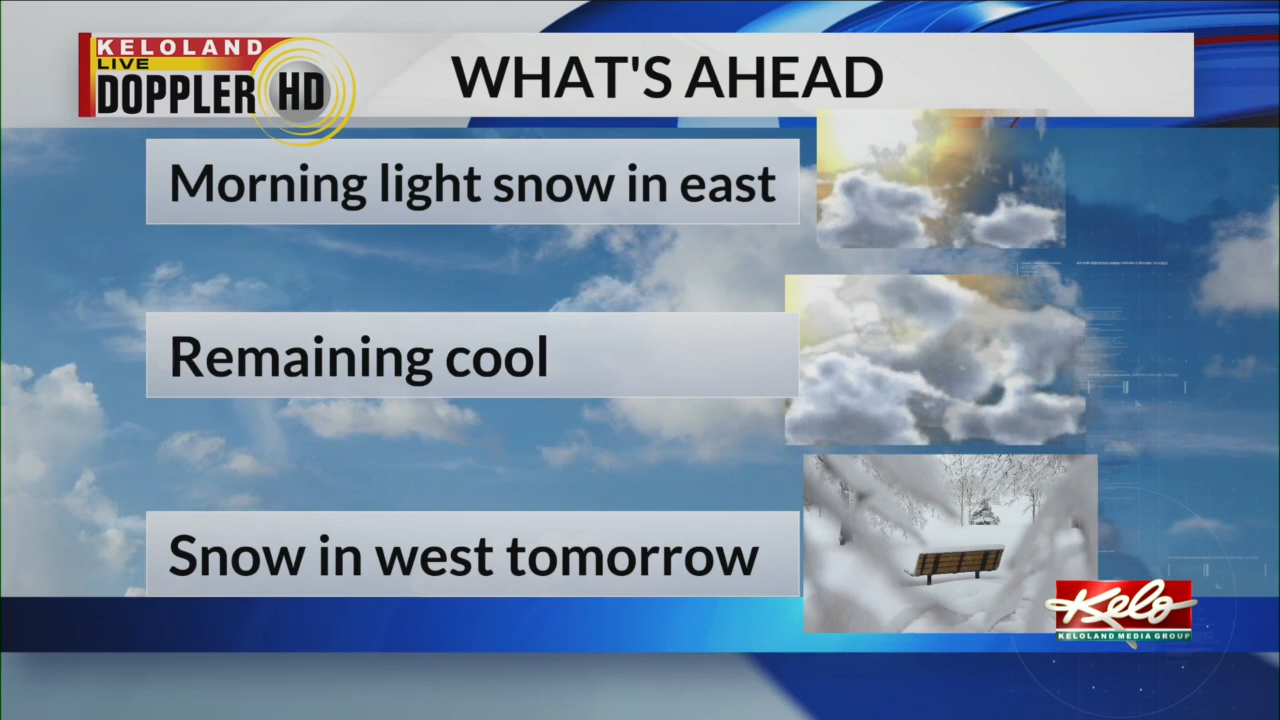 KELOLAND
LIVE
DOPPLER HD
WHAT'S AHEAD
Morning light snow in east
Remaining cool
Snow in west tomorrow
Kelo
KELOLAND MEDIA GROUP